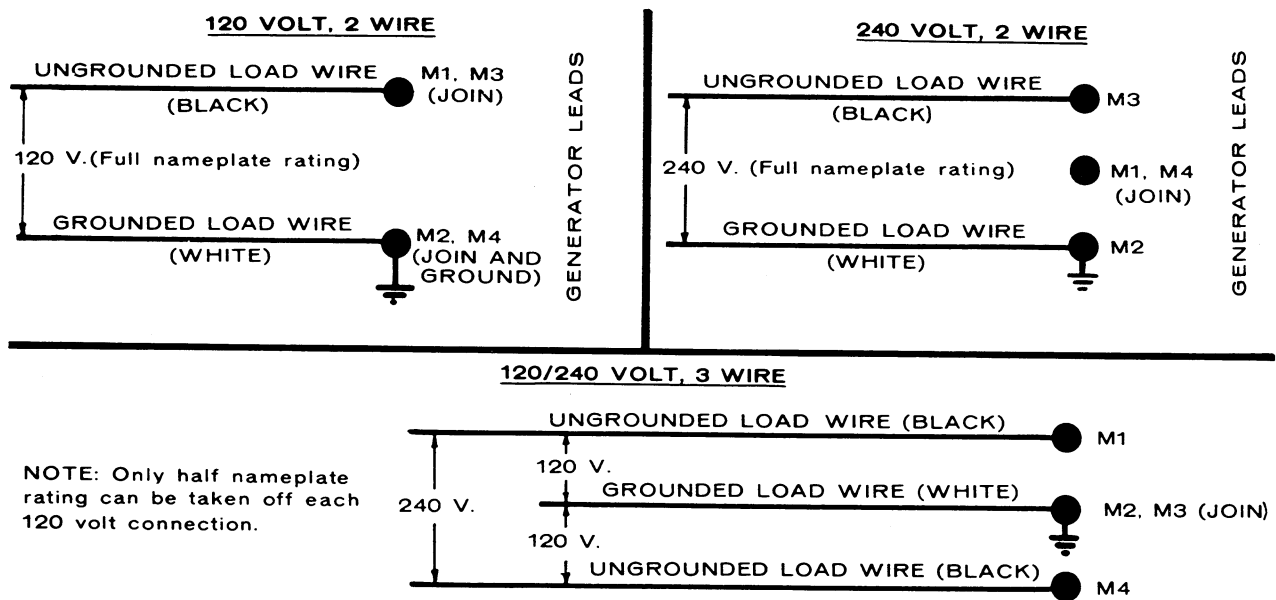 120 VOLT, 2 WIRE
UNGROUNDED LOAD WIRE
(BLACK)
M1, M3
(JOIN)
120 V.(Full nameplate rating)
GROUNDED LOAD WIRE
(WHITE)
M2, M4
(JOIN AND
GROUND)
GENERATOR LEADS
240 VOLT, 2 WIRE
UNGROUNDED LOAD WIRE
(BLACK)
M3
240 V. (Full nameplate rating)
M1, M4
(JOIN)
GROUNDED LOAD WIRE
(WHITE)
M2
GENERATOR LEADS
120/240 VOLT, 3 WIRE
NOTE: Only half nameplate
rating can be taken off each
120 volt connection.
UNGROUNDED LOAD WIRE (BLACK)
M1
120 V.
GROUNDED LOAD WIRE (WHITE)
M2, M3 (JOIN)
240 V.
120 V.
UNGROUNDED LOAD WIRE (BLACK)
M4